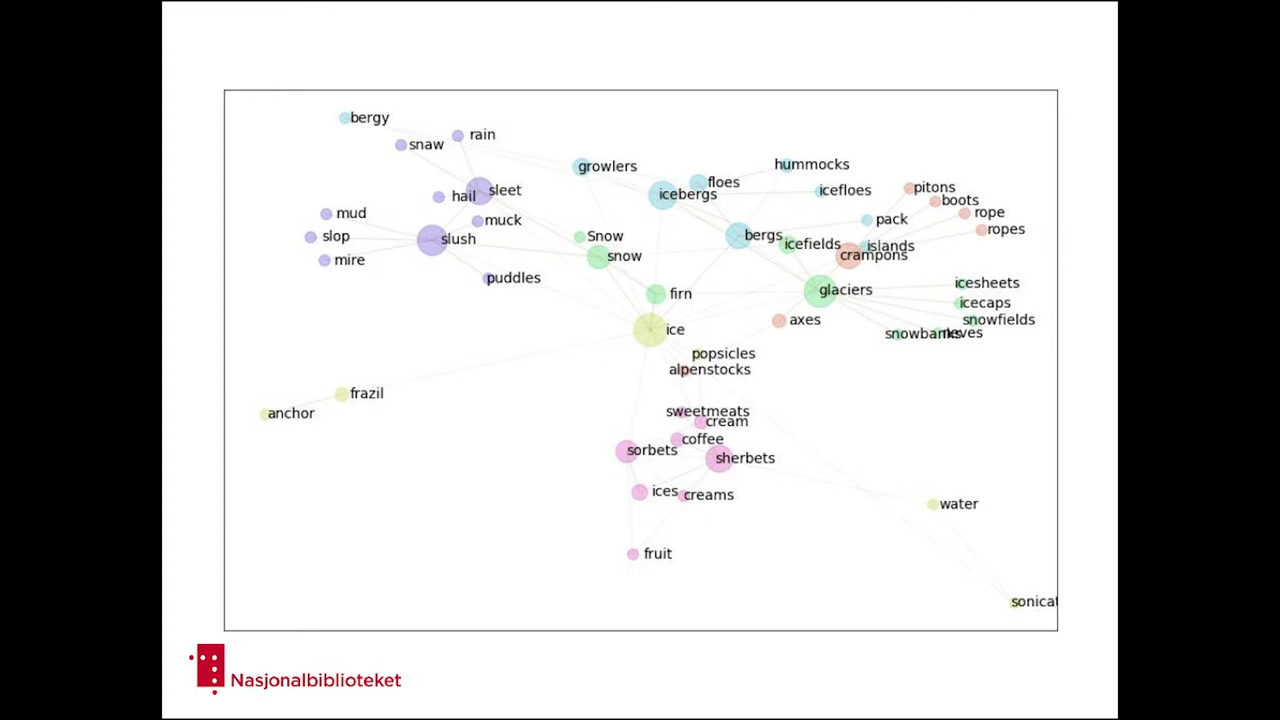 bergy
rain
snaw
growlers
hummocks
floes
icebergs
icefloes
pitons
boots
rope
ropes
sleet
hail
mud
muck
slop
slush
mire
puddles
Snow
snow
bergs
pack
icefields
islands
crampons
firn
glaciers
icesheets
icecaps
snowfields
snowbanks
neves
axes
ice
popsicles
alpenstocks
frazil
anchor
sweetmeats
cream
coffee
sorbets
sherbets
ices
creams
water
fruit
sonicat
Nasjonalbiblioteket